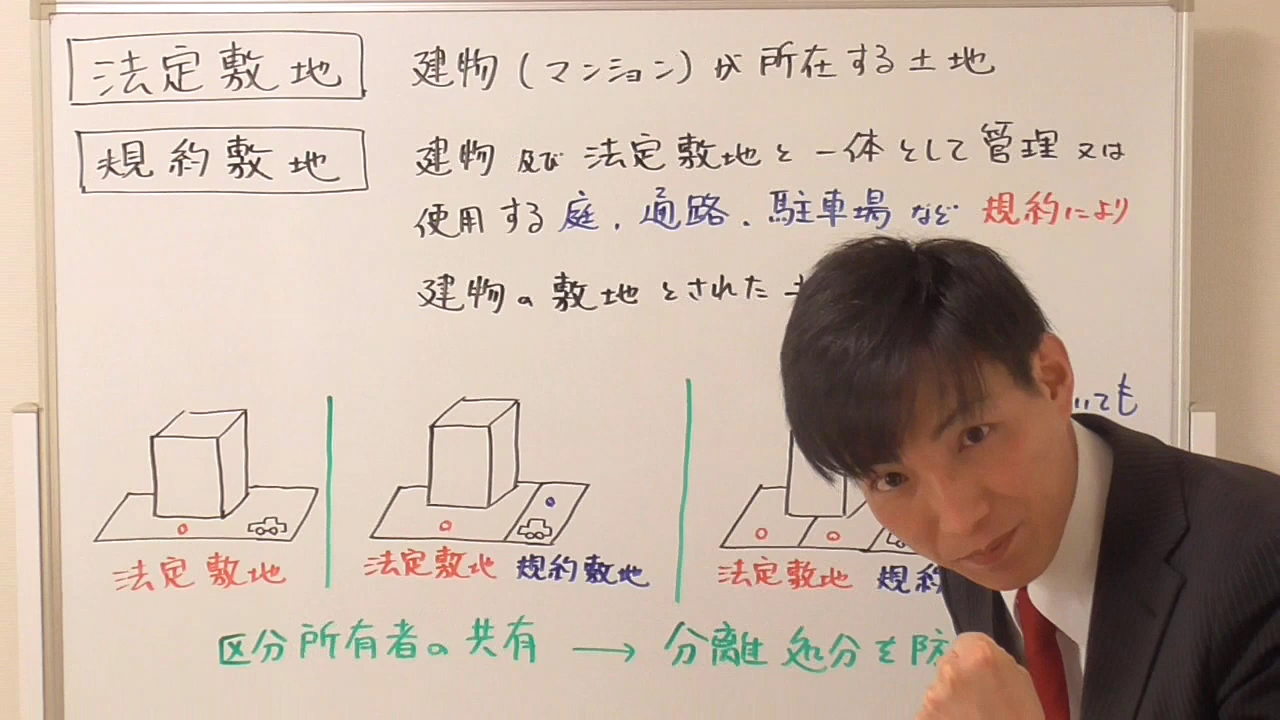 法定敷地 建物(マンション)が所在する土地
規約敷地 建物及び法定敷地と一体として管理又は
使用する庭、通路、駐車場など規約により
建物の敷地とされた
いても
法定敷地
法定敷地 規約敷地
法定敷地 規約
区分所有者の共有 → 分離処分を防